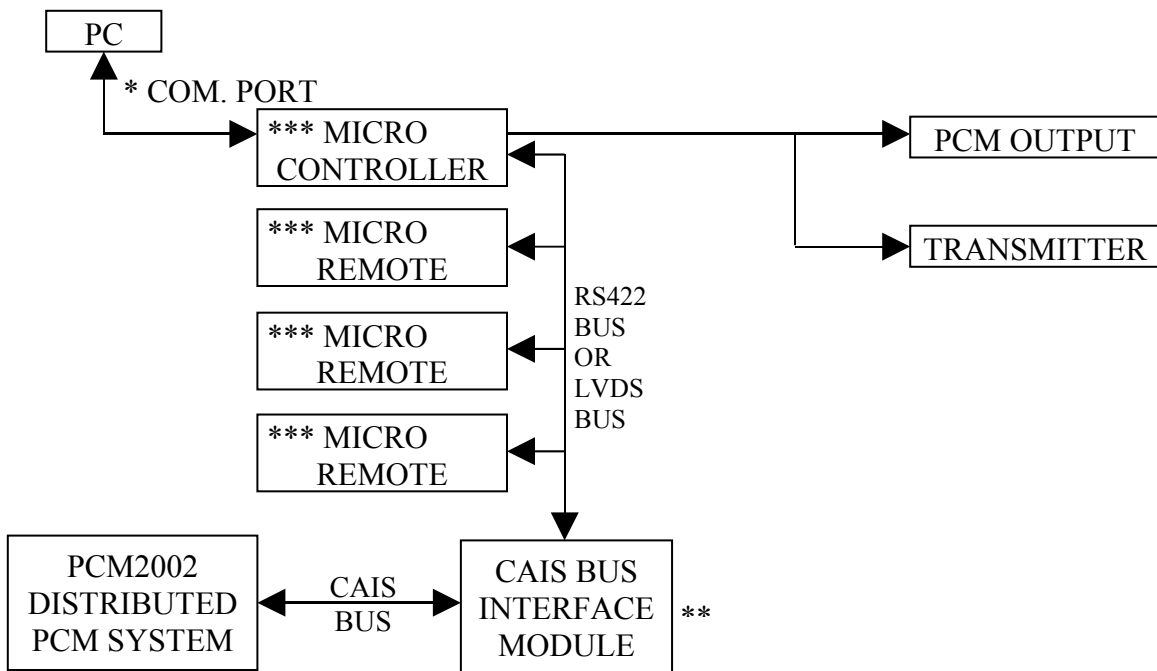 PC
* COM. PORT
*** MICRO
CONTROLLER
PCM OUTPUT
TRANSMITTER
*** MICRO
REMOTE
*** MICRO
REMOTE
*** MICRO
REMOTE
RS422
BUS
OR
LVDS
BUS
PCM2002
DISTRIBUTED
PCM SYSTEM
CAIS
BUS
CAIS BUS
INTERFACE
MODULE
**